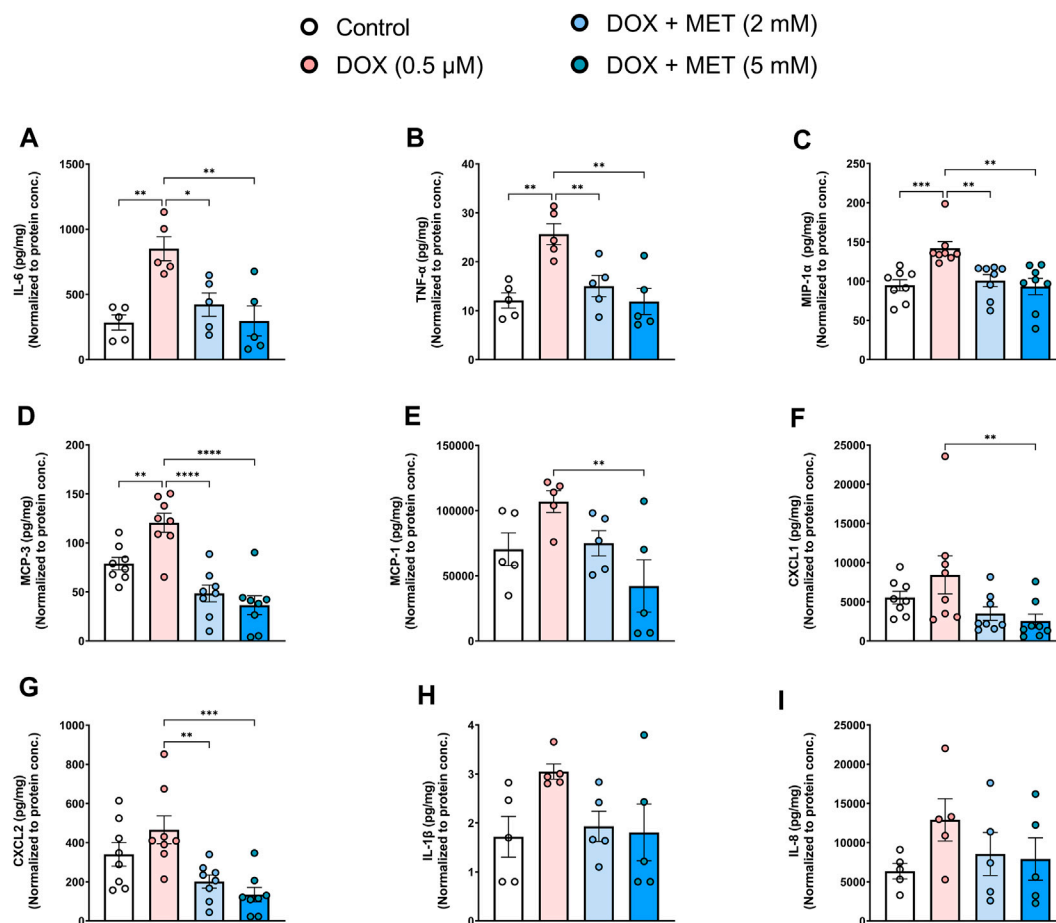 Control
DOX + MET (2 mM)
DOX (0.5 µM)
DOX + MET (5 mM)
A
IL-6 (pg/mg)
(Normalized to protein conc.)
1500
1000
500
0
**
**
*
B
TNF-α (pg/mg)
(Normalized to protein conc.)
40
30
20
10
0
**
**
**
C
MIP-1α (pg/mg)
(Normalized to protein conc.)
250
200
150
100
50
0
**
***
**
D
MCP-3 (pg/mg)
(Normalized to protein conc.)
200
150
100
50
0
****
**
****
E
MCP-1 (pg/mg)
(Normalized to protein conc.)
150000
100000
50000
0
**
F
CXCL1 (pg/mg)
(Normalized to protein conc.)
25000
20000
15000
10000
5000
0
**
G
CXCL2 (pg/mg)
(Normalized to protein conc.)
1000
800
600
400
200
0
***
**
H
IL-1β (pg/mg)
(Normalized to protein conc.)
4
3
2
1
0
I
IL-8 (pg/mg)
(Normalized to protein conc.)
25000
20000
15000
10000
5000
0